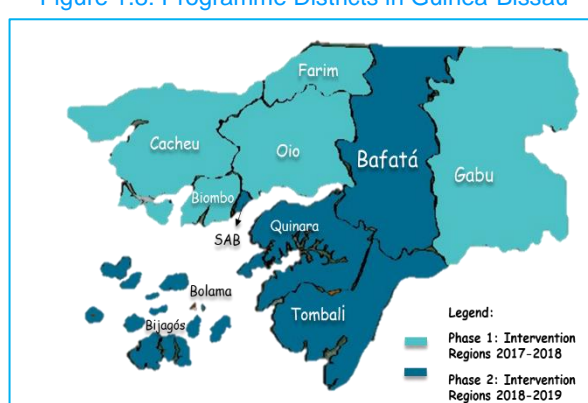 Figure 1.3. Programme Districts in Guinea-Bissau
Farim
Cacheu
Oio
Bafatá
Gabu
Biombo
Quinara
SAB
Bolama
Bijagós
Tombali
Legend:
Phase 1: Intervention
Regions 2017-2018
Phase 2: Intervention
Regions 2018-2019